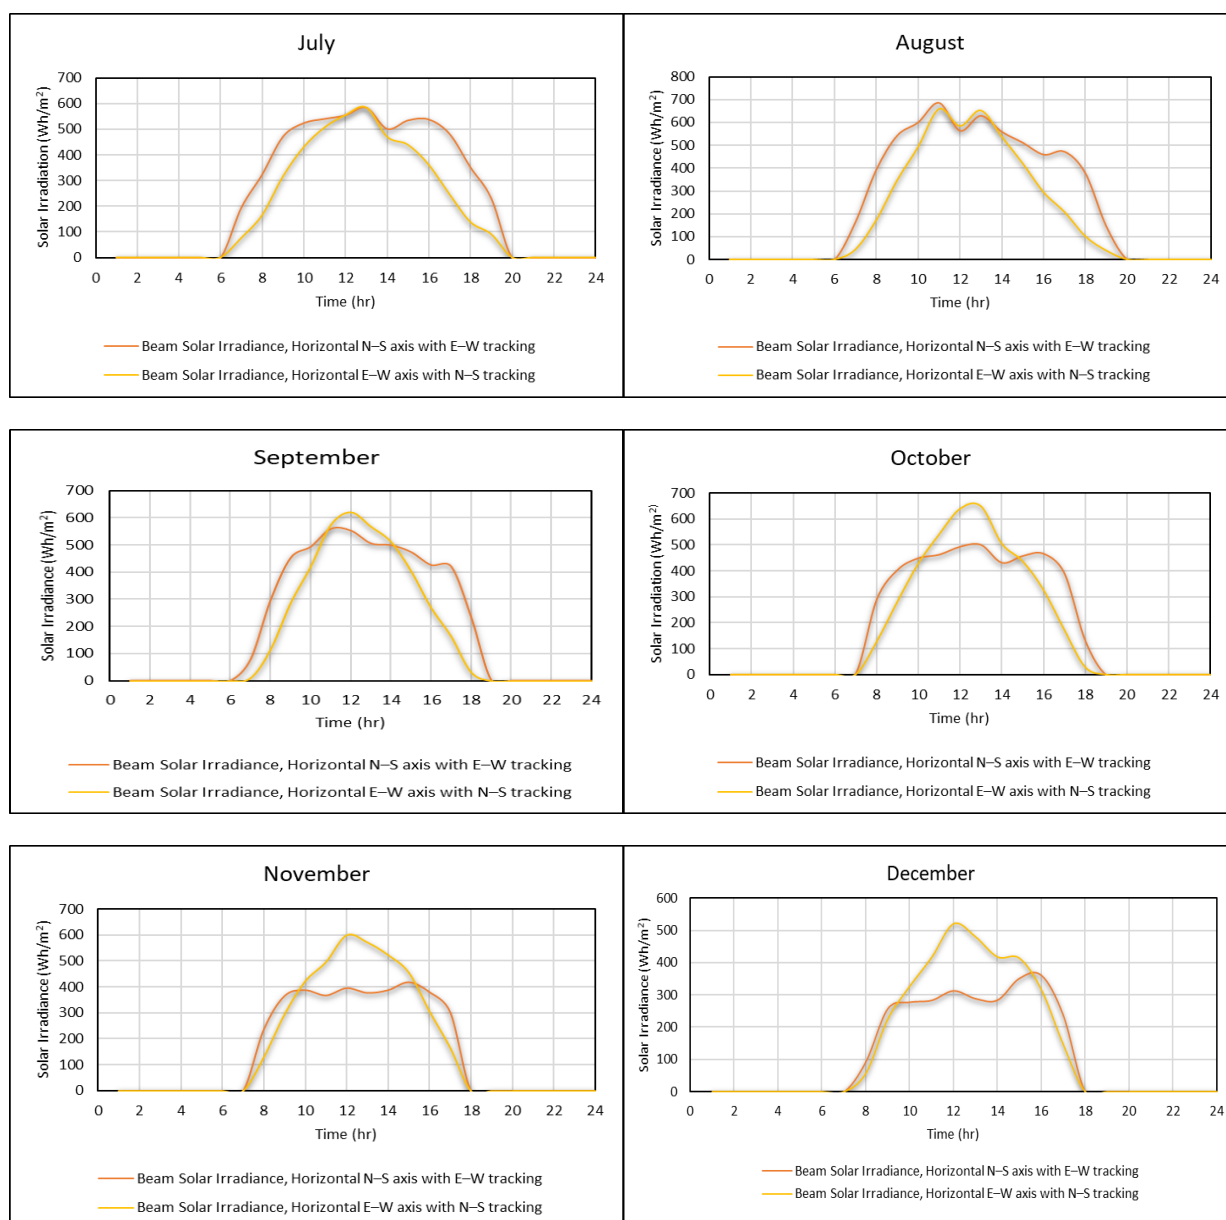 July
700
600
500
400
300
200
100
0
Solar Irradiation (Wh/m²)
0 2 4 6 8 10 12 14 16 18 20 22 24
Time (hr)
Beam Solar Irradiance, Horizontal N–S axis with E–W tracking
Beam Solar Irradiance, Horizontal E–W axis with N–S tracking
August
800
700
600
500
400
300
200
100
0
Solar Irradiance (Wh/m²)
0 2 4 6 8 10 12 14 16 18 20 22 24
Time (hr)
Beam Solar Irradiance, Horizontal N–S axis with E–W tracking
Beam Solar Irradiance, Horizontal E–W axis with N–S tracking
September
700
600
500
400
300
200
100
0
Solar Irradiance (Wh/m²)
0 2 4 6 8 10 12 14 16 18 20 22 24
Time (hr)
Beam Solar Irradiance, Horizontal N–S axis with E–W tracking
Beam Solar Irradiance, Horizontal E–W axis with N–S tracking
October
700
600
500
400
300
200
100
0
Solar Irradiation (Wh/m²)
0 2 4 6 8 10 12 14 16 18 20 22 24
Time (hr)
Beam Solar Irradiance, Horizontal N–S axis with E–W tracking
Beam Solar Irradiance, Horizontal E–W axis with N–S tracking
November
700
600
500
400
300
200
100
0
Solar Irradiance (Wh/m²)
0 2 4 6 8 10 12 14 16 18 20 22 24
Time (hr)
Beam Solar Irradiance, Horizontal N–S axis with E–W tracking
Beam Solar Irradiance, Horizontal E–W axis with N–S tracking
December
600
500
400
300
200
100
0
Solar Irradiance (Wh/m²)
0 2 4 6 8 10 12 14 16 18 20 22 24
Time (hr)
Beam Solar Irradiance, Horizontal N–S axis with E–W tracking
Beam Solar Irradiance, Horizontal E–W axis with N–S tracking